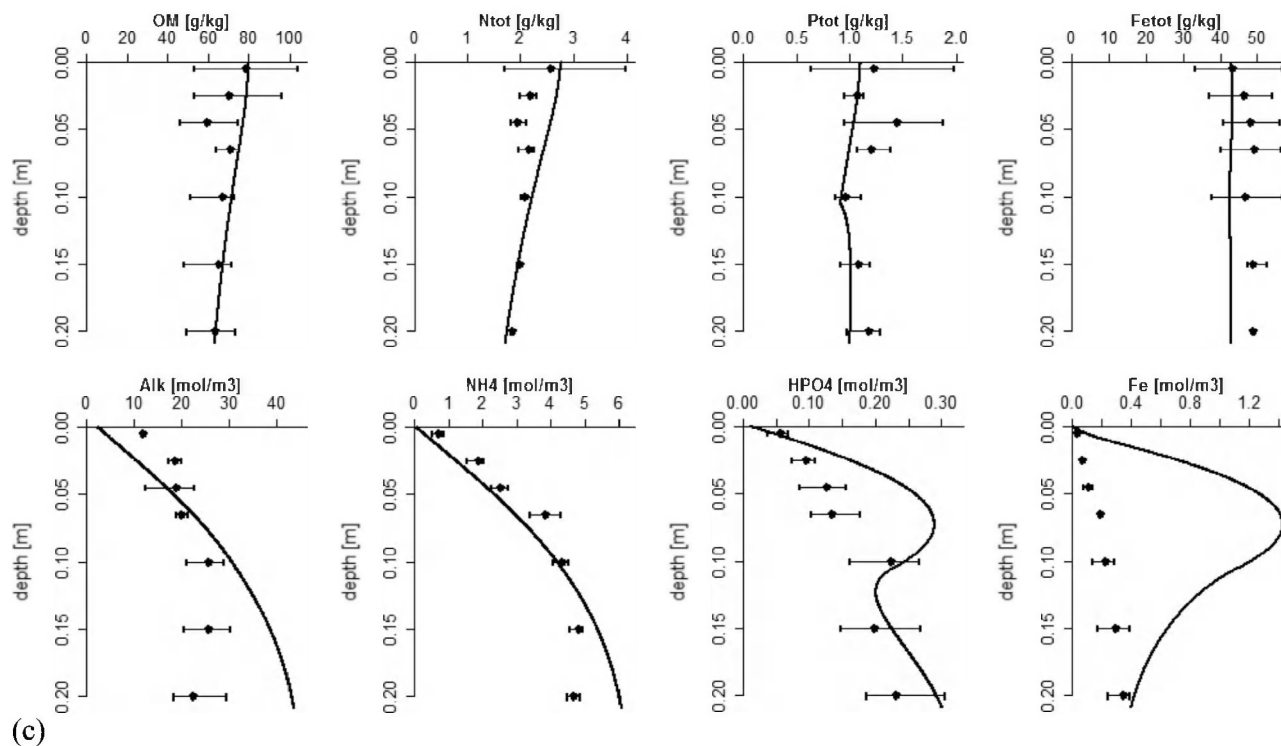 OM [g/kg] Ntot [g/kg] Ptot [g/kg] Fetot [g/kg]
0 20 40 60 80 100 0 1 2 3 4 0.0 0.5 1.0 1.5 2.0 0 10 20 30 40 50
0.00 0.00 0.00 0.00
0.05 0.05 0.05 0.05
depth [m] depth [m] depth [m] depth [m]
0.10 0.10 0.10 0.10
0.15 0.15 0.15 0.15
0.20 0.20 0.20 0.20
Alk [mol/m3] NH4 [mol/m3] HPO4 [mol/m3] Fe [mol/m3]
0 10 20 30 40 0 1 2 3 4 5 6 0.00 0.10 0.20 0.30 0.0 0.4 0.8 1.2
0.00 0.00 0.00 0.00
0.05 0.05 0.05 0.05
depth [m] depth [m] depth [m] depth [m]
0.10 0.10 0.10 0.10
0.15 0.15 0.15 0.15
0.20 0.20 0.20 0.20
(c)